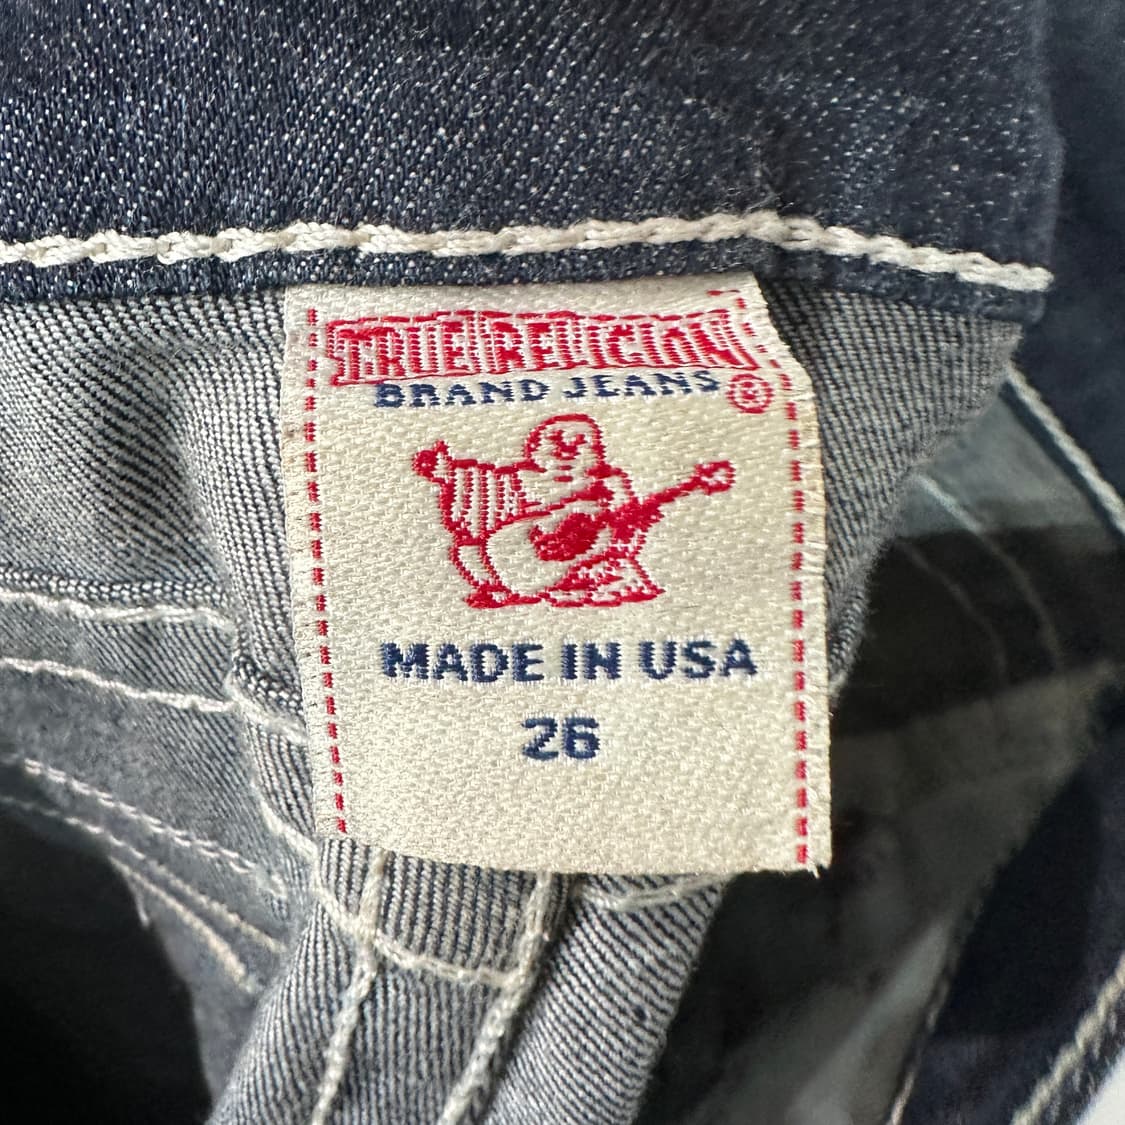 TRUE RELIGION
BRAND JEANS ®
MADE IN USA
26